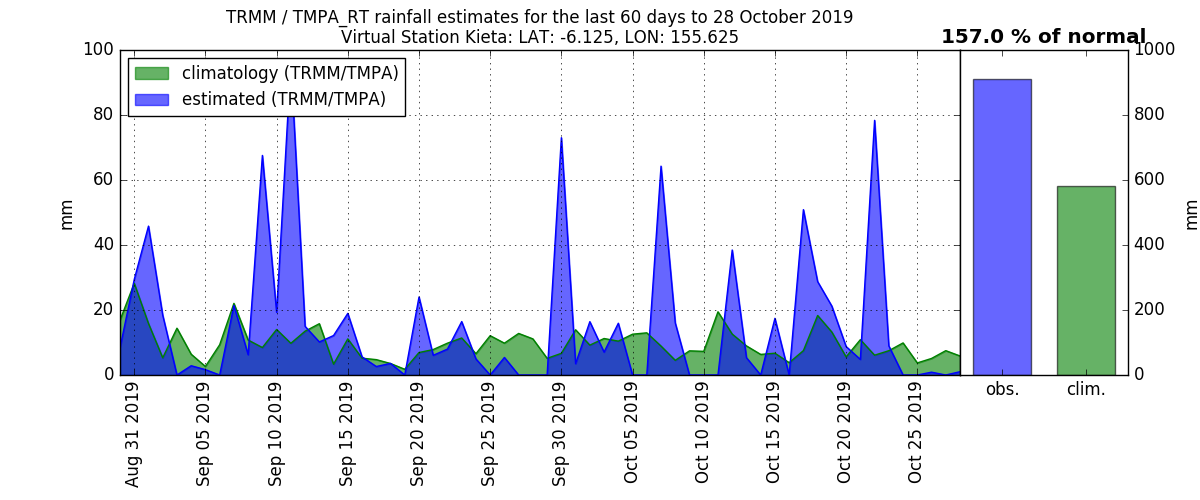 TRMM / TMPA_RT rainfall estimates for the last 60 days to 28 October 2019
Virtual Station Kieta: LAT: -6.125, LON: 155.625
157.0 % of normal
climatology (TRMM/TMPA)
estimated (TRMM/TMPA)
100
80
60
40
20
0
mm
Aug 31 2019
Sep 05 2019
Sep 10 2019
Sep 15 2019
Sep 20 2019
Sep 25 2019
Sep 30 2019
Oct 05 2019
Oct 10 2019
Oct 15 2019
Oct 20 2019
Oct 25 2019
obs.
clim.
1000
800
600
400
200
0
mm